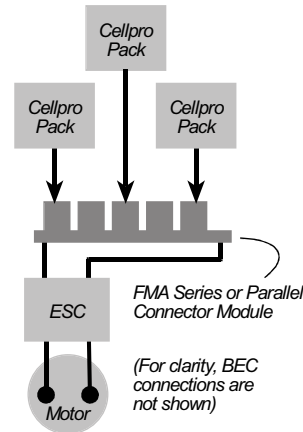 Cellpro
Pack
Cellpro
Pack
Cellpro
Pack
ESC
FMA Series or Parallel
Connector Module
(For clarity, BEC
connections are
not shown)
Motor